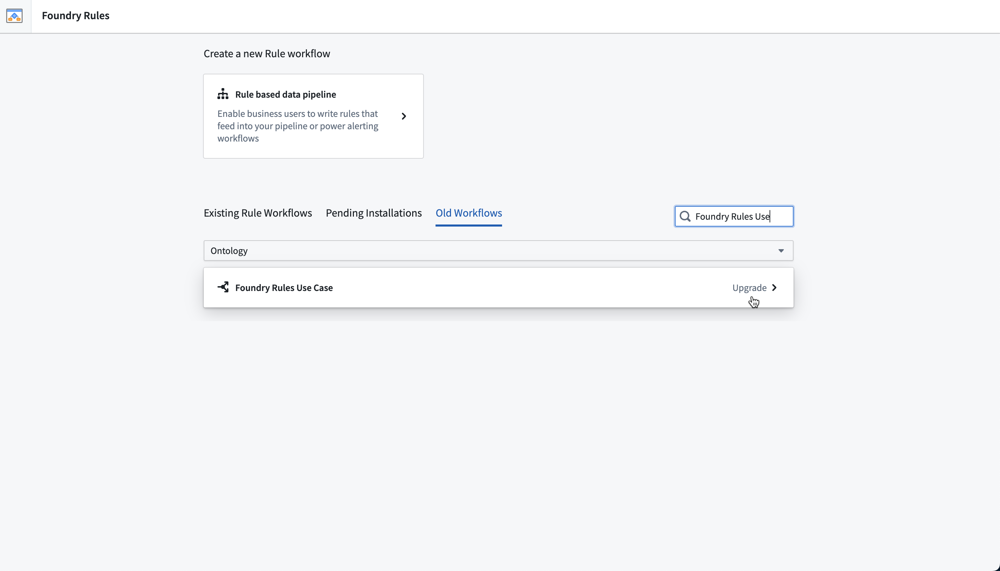 Foundry Rules
Create a new Rule workflow
Rule based data pipeline
Enable business users to write rules that
feed into your pipeline or power alerting
workflows
Existing Rule Workflows Pending Installations Old Workflows
Foundry Rules Use
Ontology
Foundry Rules Use Case
Upgrade